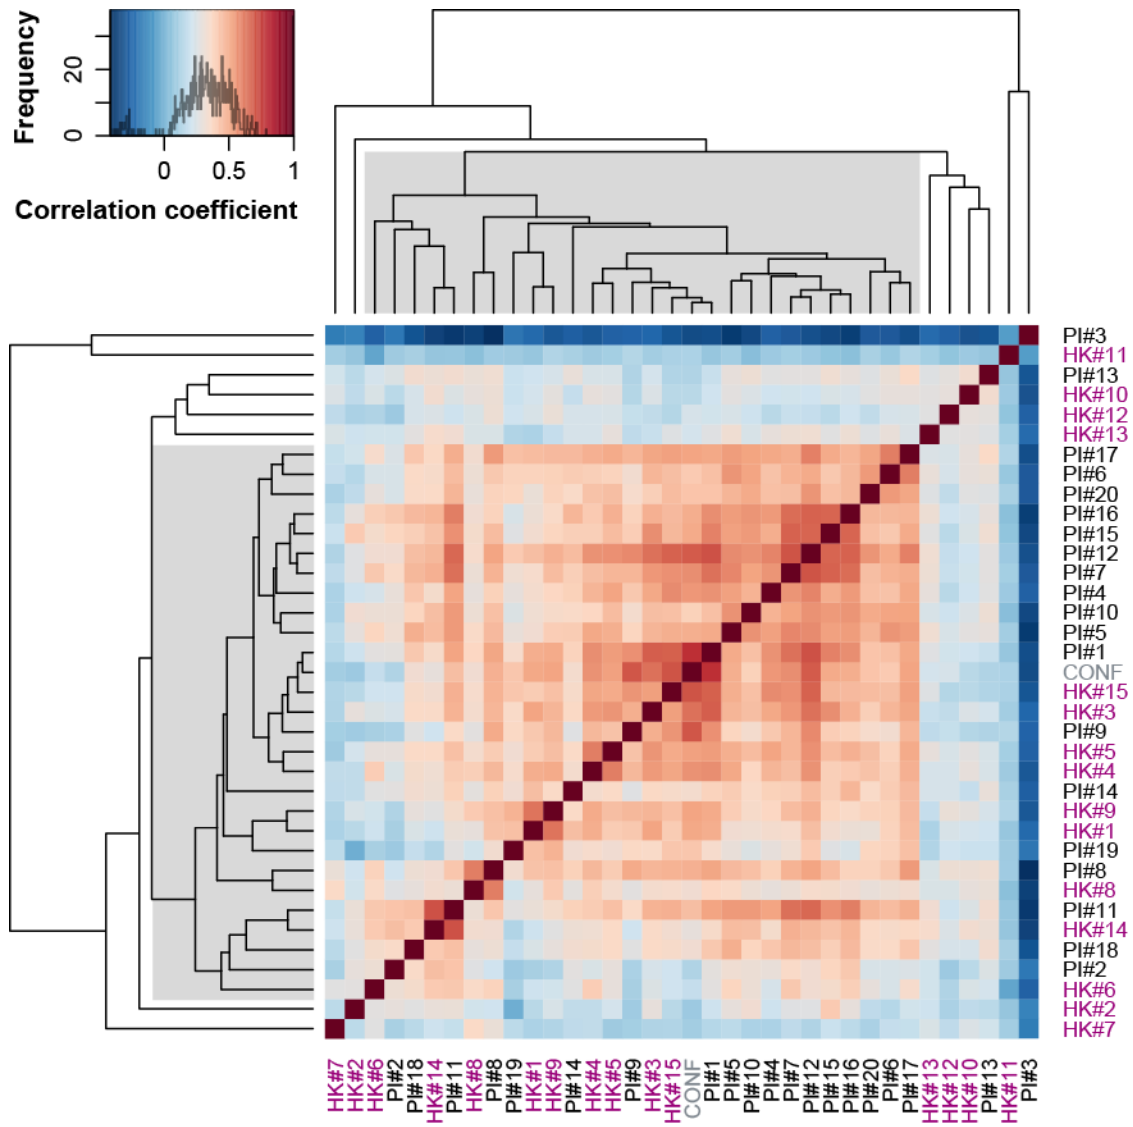 Frequency
0 20
0 0.5 1
Correlation coefficient
PI#3
HK#11
PI#13
HK#10
HK#12
HK#13
PI#17
PI#6
PI#20
PI#16
PI#15
PI#12
PI#7
PI#4
PI#10
PI#5
PI#1
CONF
HK#15
HK#3
PI#9
HK#5
HK#4
PI#14
HK#9
HK#1
PI#19
PI#8
HK#8
PI#11
HK#14
PI#18
PI#2
HK#6
HK#2
HK#7
HK#7
HK#2
HK#6
PI#2
PI#18
HK#14
PI#11
HK#8
PI#8
PI#19
HK#1
HK#9
PI#14
HK#4
HK#5
PI#9
HK#3
HK#15
CONF
PI#1
PI#5
PI#10
PI#4
PI#7
PI#12
PI#15
PI#16
PI#20
PI#6
PI#17
HK#13
HK#12
HK#10
PI#13
HK#11
PI#3